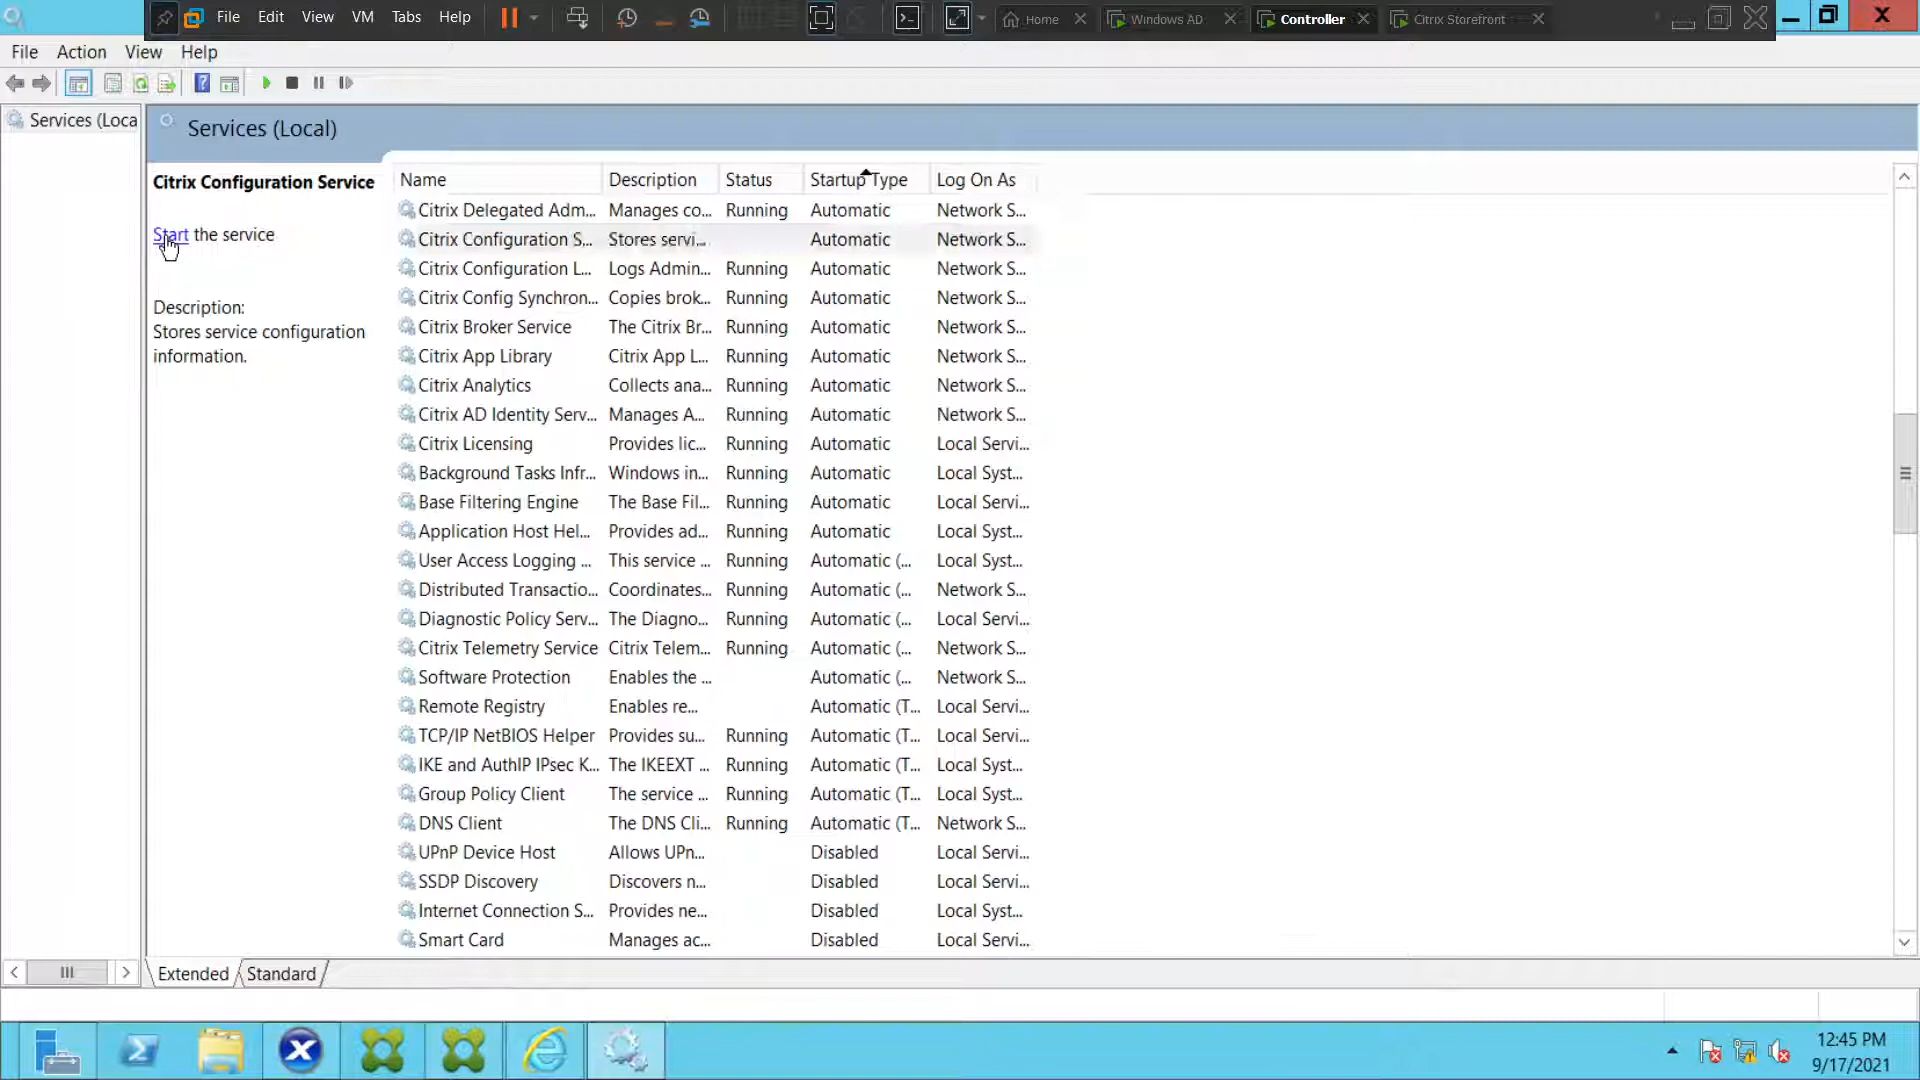 File Edit View VM Tabs Help Home Windows AD Controller Citrix Storefront
File Action View Help
Services (Loca
Services (Local)
Citrix Configuration Service
Start the service
Description:
Stores service configuration
information.
Name Description Status Startup Type Log On As
Citrix Delegated Adm... Manages co... Running Automatic Network S...
Citrix Configuration S... Stores servi... Automatic Network S...
Citrix Configuration L... Logs Admin... Running Automatic Network S...
Citrix Config Synchron... Copies brok... Running Automatic Network S...
Citrix Broker Service The Citrix Br... Running Automatic Network S...
Citrix App Library Citrix App L... Running Automatic Network S...
Citrix Analytics Collects ana... Running Automatic Network S...
Citrix AD Identity Serv... Manages A... Running Automatic Network S...
Citrix Licensing Provides lic... Running Automatic Local Servi...
Background Tasks Infr... Windows in... Running Automatic Local Syst...
Base Filtering Engine The Base Fil... Running Automatic Local Servi...
Application Host Hel... Provides ad... Running Automatic Local Syst...
User Access Logging ... This service ... Running Automatic (... Local Syst...
Distributed Transactio... Coordinates... Running Automatic (... Network S...
Diagnostic Policy Serv... The Diagno... Running Automatic (... Local Servi...
Citrix Telemetry Service Citrix Telem... Running Automatic (... Network S...
Software Protection Enables the ... Automatic (... Network S...
Remote Registry Enables re... Automatic (T... Local Servi...
TCP/IP NetBIOS Helper Provides su... Running Automatic (T... Local Servi...
IKE and AuthIP IPsec K... The IKEEXT ... Running Automatic (T... Local Syst...
Group Policy Client The service ... Running Automatic (T... Local Syst...
DNS Client The DNS Cli... Running Automatic (T... Network S...
UPnP Device Host Allows UPn... Disabled Local Servi...
SSDP Discovery Discovers n... Disabled Local Servi...
Internet Connection S... Provides ne... Disabled Local Syst...
Smart Card Manages ac... Disabled Local Servi...
Extended Standard
12:45 PM
9/17/2021